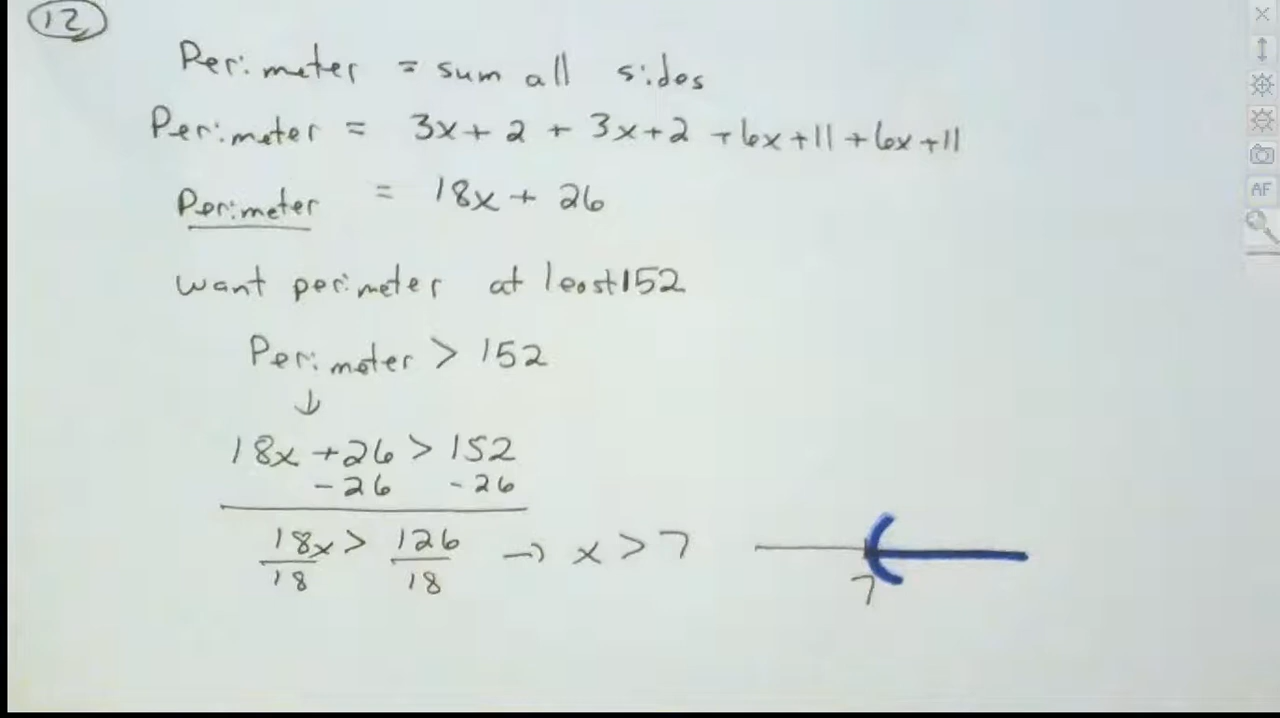 12
Perimeter = sum all sides
Perimeter = 3x+2 + 3x+2 +6x+11 +6x+11
Perimeter = 18x + 26
want perimeter at least 152
Perimeter > 152
↓
18x +26 > 152
-26 -26
18x > 126 → x > 7
18 18
7
AF